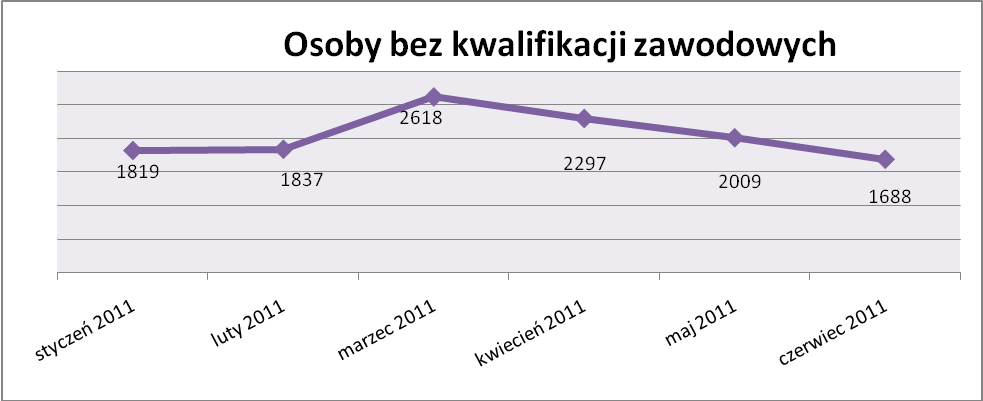 Osoby bez kwalifikacji zawodowych
2618
2297
1819
1837
2009
1688
styczeń 2011
luty 2011
marzec 2011
kwiecień 2011
maj 2011
czerwiec 2011